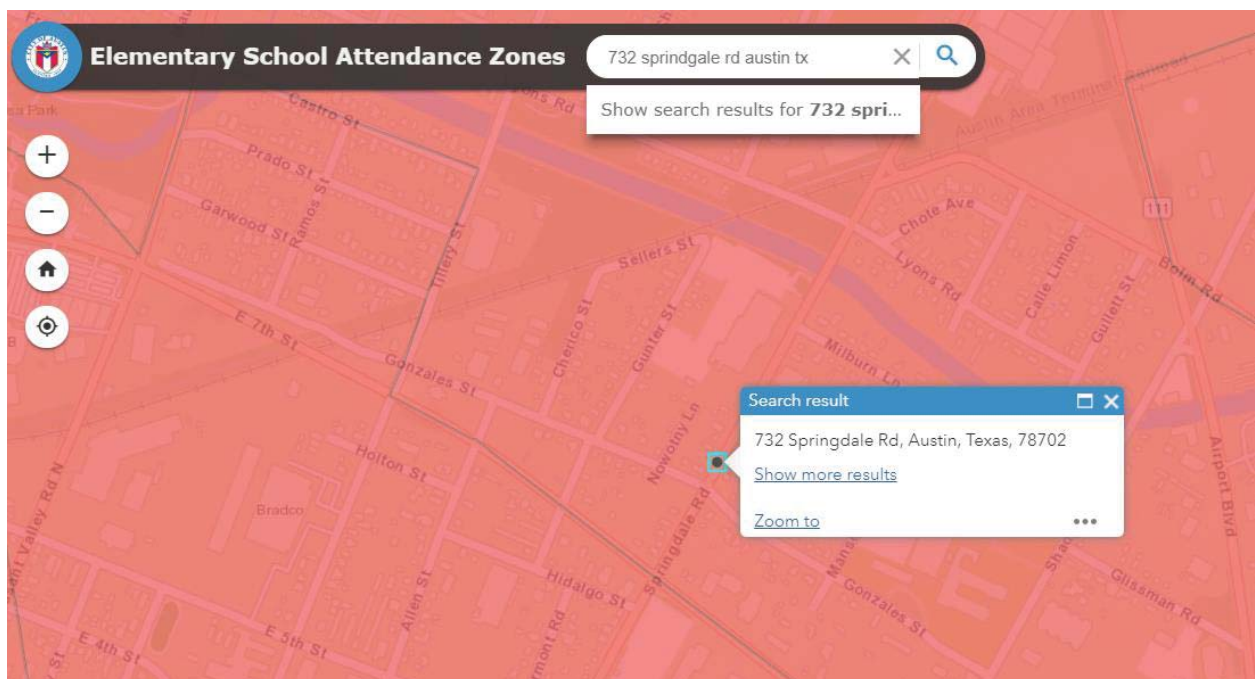 Elementary School Attendance Zones
732 sprindgale rd austin tx
Show search results for 732 spri...
Castro St
Prado St
Garwood St
Ramos St
Tillery St
Sellers St
Austin Area Terminal Railroad
Chote Ave
111
Lyons Rd
Calle Limon
Gullett St
Bolm Rd
E 7th St
Gonzales St
Cherico St
Gunter St
Milburn Ln
Search result
732 Springdale Rd, Austin, Texas, 78702
Show more results
Zoom to
Nowotny Ln
Holton St
Bradco
Springdale Rd
Airport Blvd
Hidalgo St
Allen St
Gonzales St
Glissman Rd
E 5th St
E 4th St